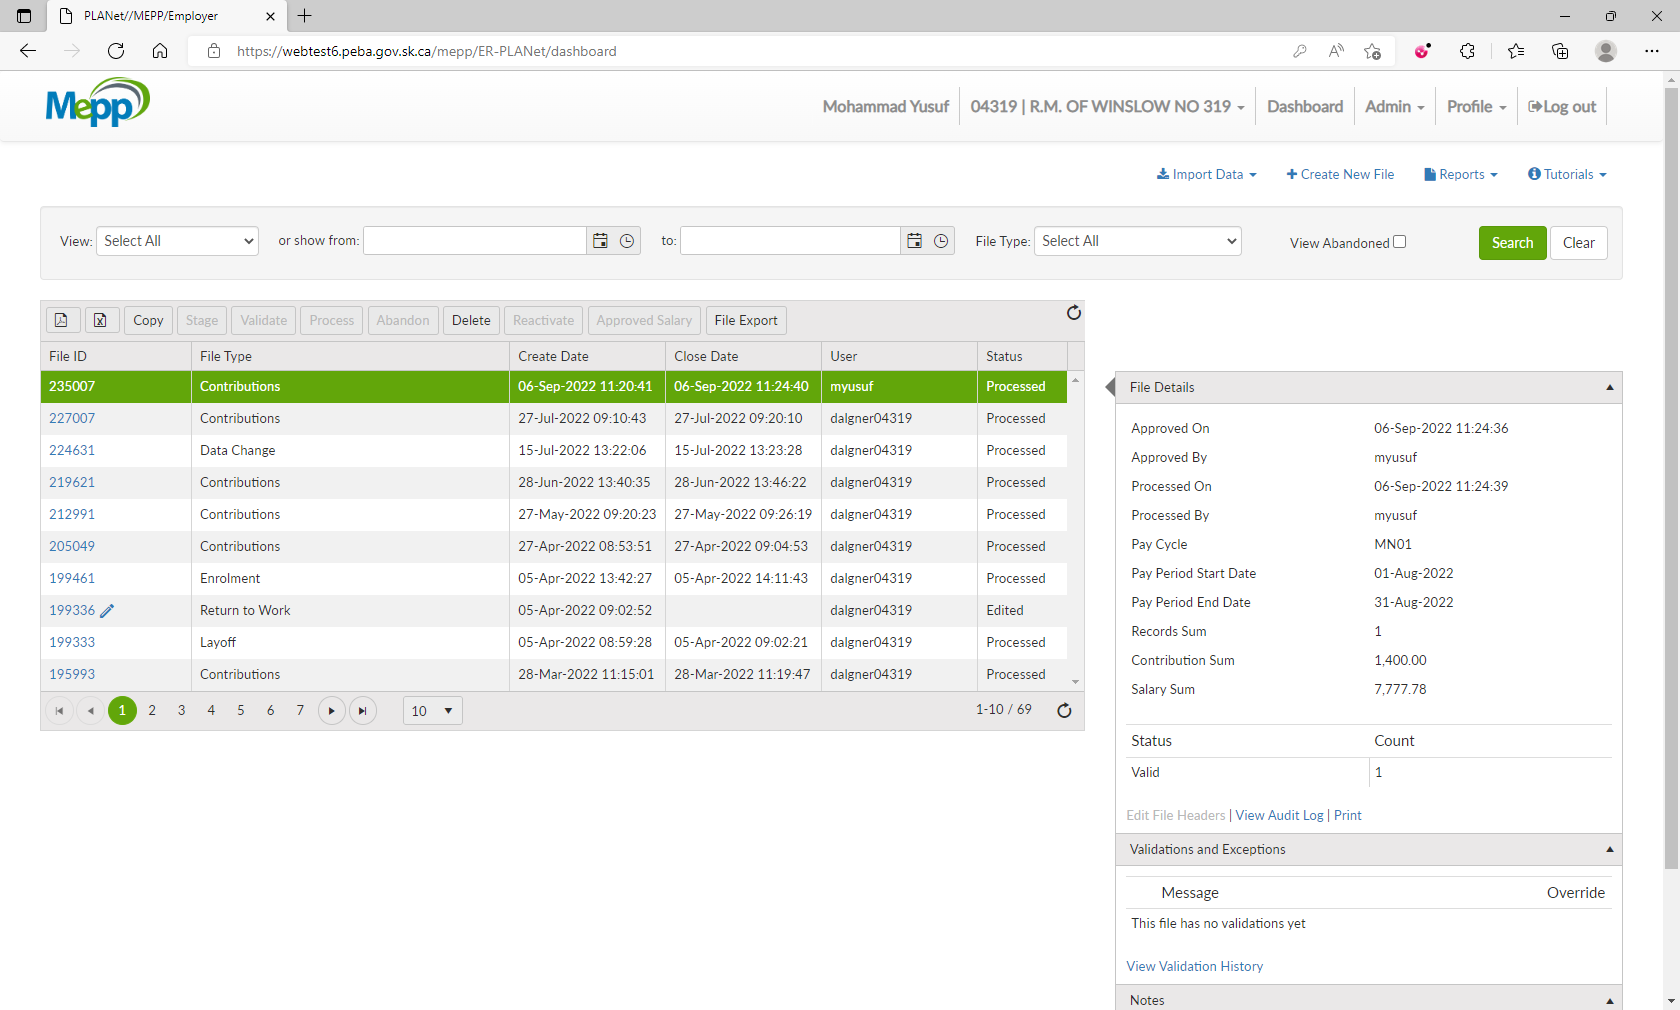 PLANet//MEPP/Employer
https://webtest6.peba.gov.sk.ca/mepp/ER-PLANet/dashboard
Mepp
Mohammad Yusuf
04319 | R.M. OF WINSLOW NO 319
Dashboard
Admin
Profile
Log out
Import Data
Create New File
Reports
Tutorials
View: Select All
or show from:
to:
File Type: Select All
View Abandoned
Search
Clear
Copy
Stage
Validate
Process
Abandon
Delete
Reactivate
Approved Salary
File Export
File ID File Type Create Date Close Date User Status
235007 Contributions 06-Sep-2022 11:20:41 06-Sep-2022 11:24:40 myusuf Processed
227007 Contributions 27-Jul-2022 09:10:43 27-Jul-2022 09:20:10 dalgner04319 Processed
224631 Data Change 15-Jul-2022 13:22:06 15-Jul-2022 13:23:28 dalgner04319 Processed
219621 Contributions 28-Jun-2022 13:40:35 28-Jun-2022 13:46:22 dalgner04319 Processed
212991 Contributions 27-May-2022 09:20:23 27-May-2022 09:26:19 dalgner04319 Processed
205049 Contributions 27-Apr-2022 08:53:51 27-Apr-2022 09:04:53 dalgner04319 Processed
199461 Enrolment 05-Apr-2022 13:42:27 05-Apr-2022 14:11:43 dalgner04319 Processed
199336 Return to Work 05-Apr-2022 09:02:52 dalgner04319 Edited
199333 Layoff 05-Apr-2022 08:59:28 05-Apr-2022 09:02:21 dalgner04319 Processed
195993 Contributions 28-Mar-2022 11:15:01 28-Mar-2022 11:19:47 dalgner04319 Processed
1 2 3 4 5 6 7 10 1-10 / 69
File Details
Approved On 06-Sep-2022 11:24:36
Approved By myusuf
Processed On 06-Sep-2022 11:24:39
Processed By myusuf
Pay Cycle MN01
Pay Period Start Date 01-Aug-2022
Pay Period End Date 31-Aug-2022
Records Sum 1
Contribution Sum 1,400.00
Salary Sum 7,777.78
Status Count
Valid 1
Edit File Headers | View Audit Log | Print
Validations and Exceptions
Message Override
This file has no validations yet
View Validation History
Notes